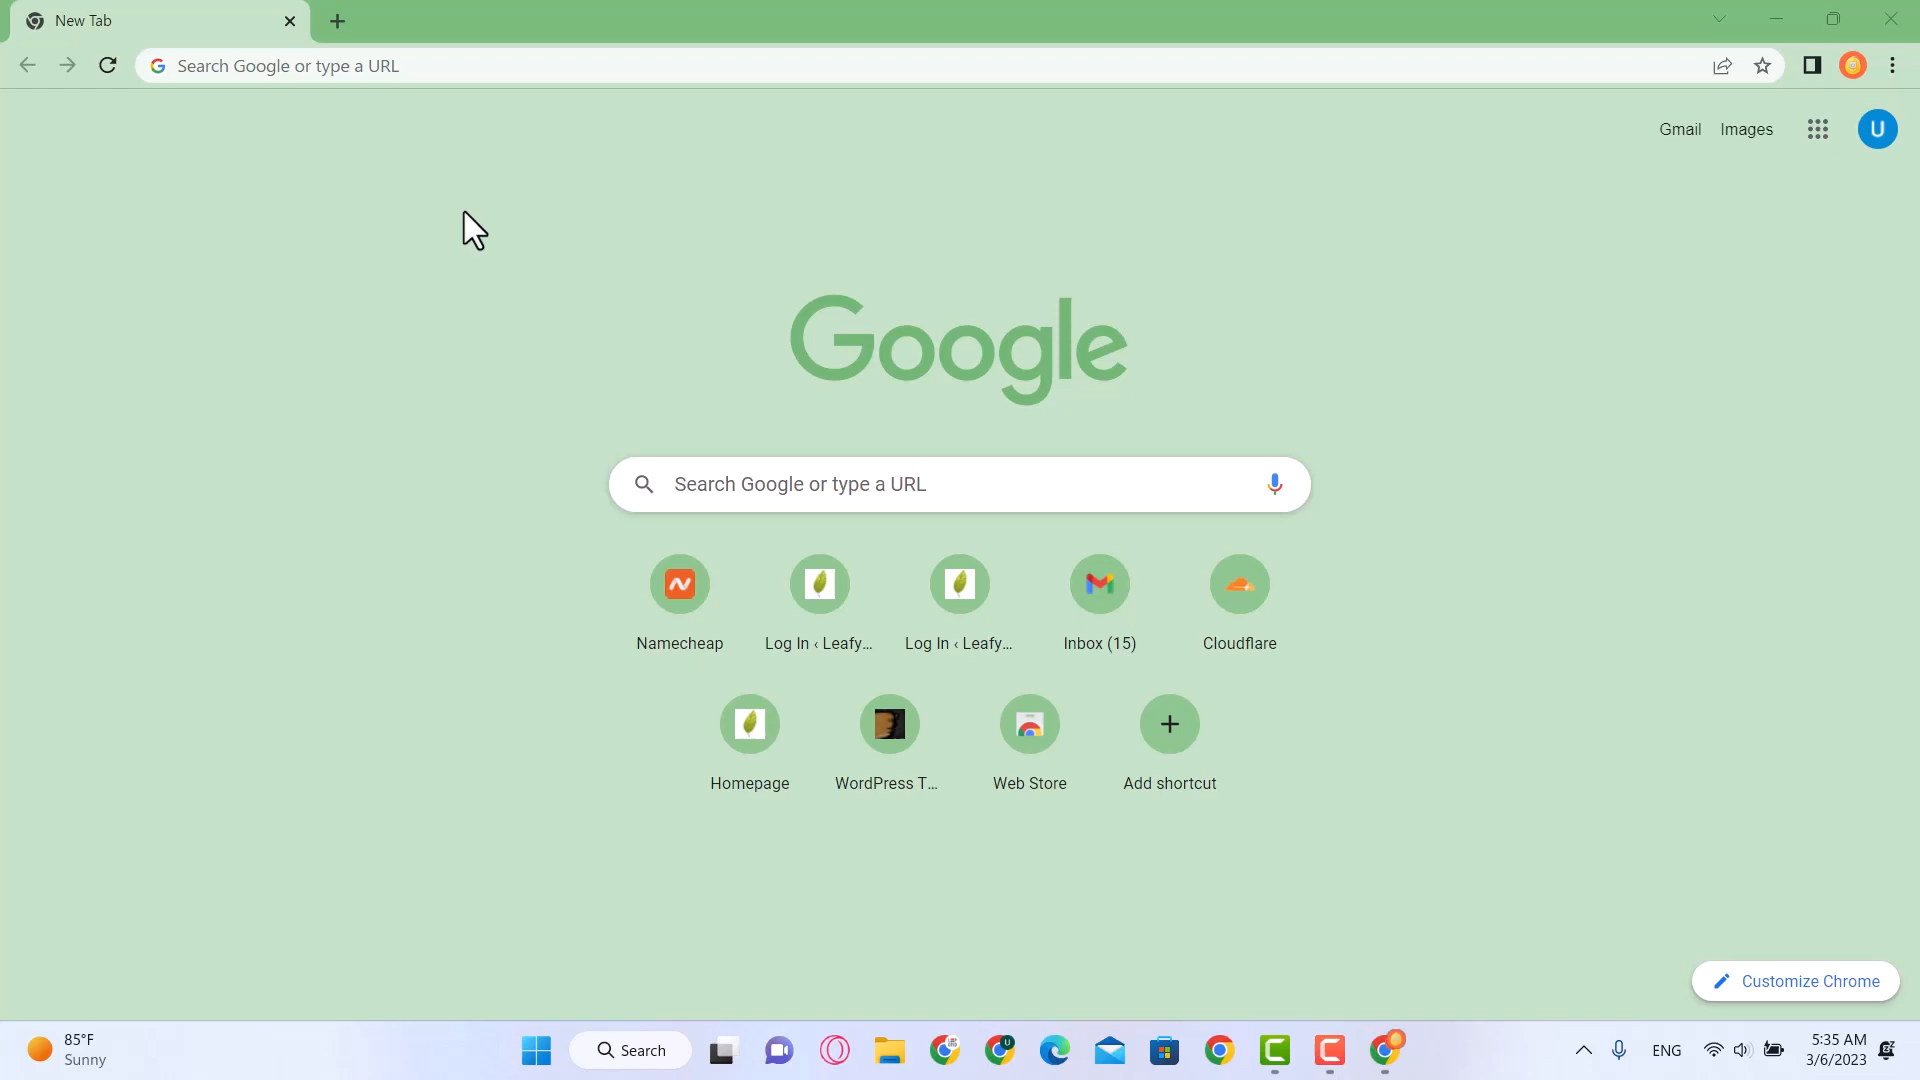 New Tab
Search Google or type a URL
Gmail Images U
Google
Search Google or type a URL
Namecheap Log In ‹ Leafy... Log In ‹ Leafy... Inbox (15) Cloudflare
Homepage WordPress T... Web Store Add shortcut
Customize Chrome
85°F
Sunny
Search
ENG
5:35 AM
3/6/2023